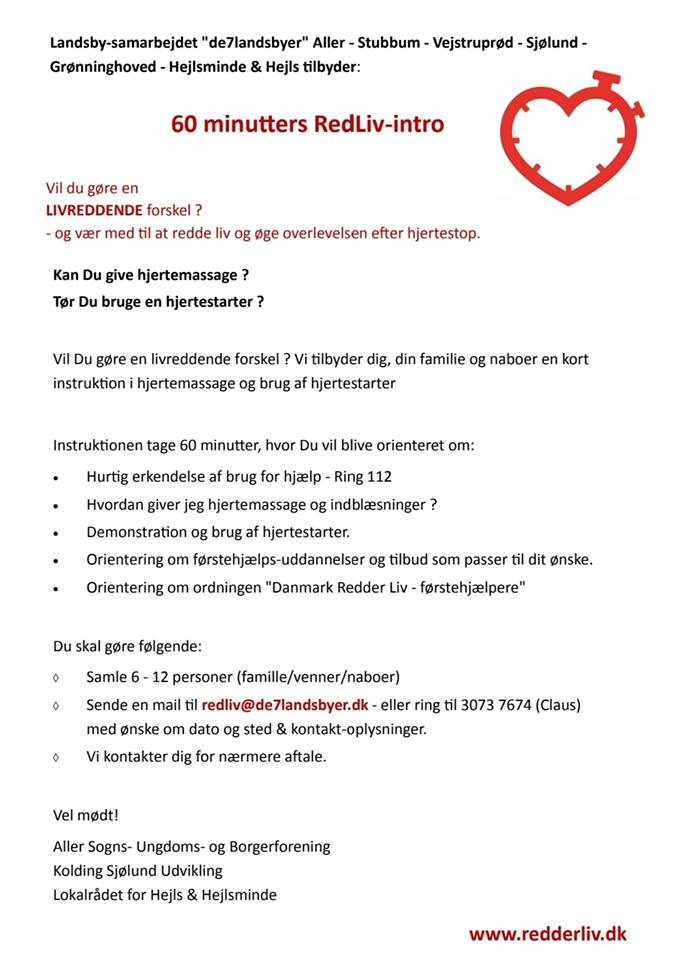 Landsby-samarbejdet "de7landsbyer" Aller - Stubbum - Vejstruprød - Sjølund -
Grønninghoved - Hejlsminde & Hejls tilbyder:
60 minutters RedLiv-intro
Vil du gøre en
LIVREDDENDE forskel ?
- og vær med til at redde liv og øge overlevelsen efter hjertestop.
Kan Du give hjertemassage ?
Tør Du bruge en hjertestarter ?
Vil Du gøre en livreddende forskel ? Vi tilbyder dig, din familie og naboer en kort
instruktion i hjertemassage og brug af hjertestarter
Instruktionen tage 60 minutter, hvor Du vil blive orienteret om:
• Hurtig erkendelse af brug for hjælp - Ring 112
• Hvordan giver jeg hjertemassage og indblæsninger ?
• Demonstration og brug af hjertestarter.
• Orientering om førstehjælps-uddannelser og tilbud som passer til dit ønske.
• Orientering om ordningen "Danmark Redder Liv - førstehjælpere"
Du skal gøre følgende:
◊ Samle 6 - 12 personer (famille/venner/naboer)
◊ Sende en mail til redliv@de7landsbyer.dk - eller ring til 3073 7674 (Claus)
med ønske om dato og sted & kontakt-oplysninger.
◊ Vi kontakter dig for nærmere aftale.
Vel mødt!
Aller Sogns- Ungdoms- og Borgerforening
Kolding Sjølund Udvikling
Lokalrådet for Hejls & Hejlsminde
www.redderliv.dk